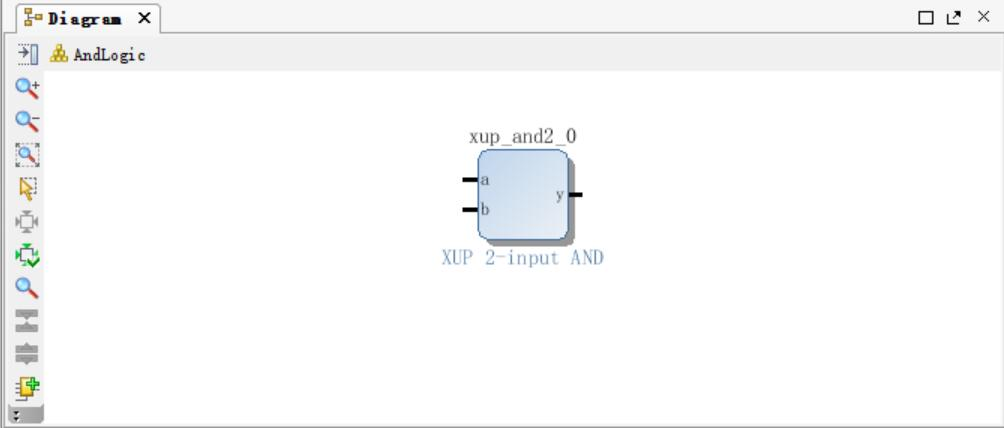 Diagram
AndLogic
xup_and2_0
a
y
b
XUP 2-input AND